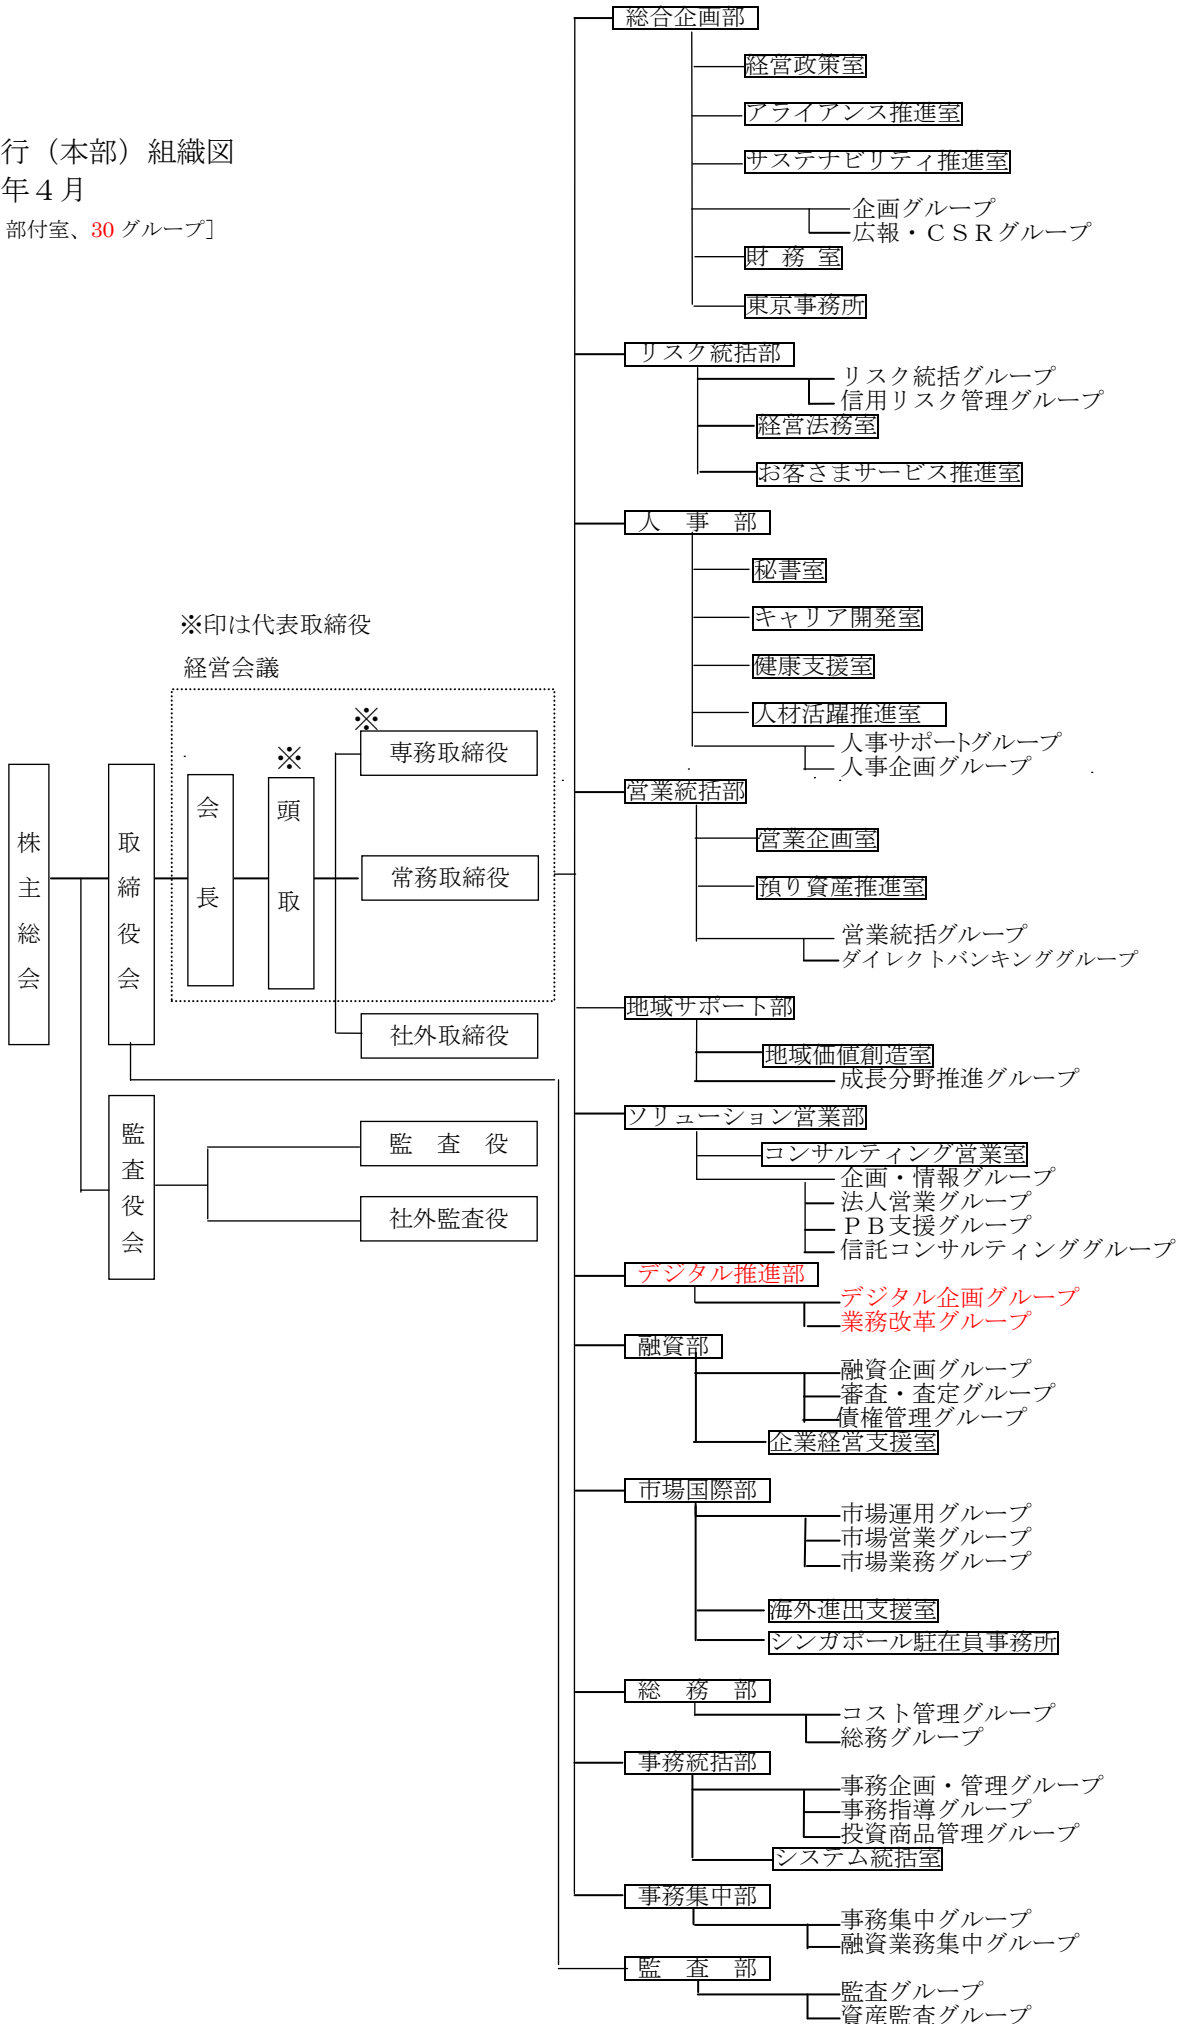 行（本部）組織図
年４月
部付室、30 グループ］
※印は代表取締役
経営会議
株主総会
取締役会
会長
※
頭取
※
専務取締役
常務取締役
社外取締役
監査役会
監　査　役
社外監査役
総合企画部
経営政策室
アライアンス推進室
サステナビリティ推進室
企画グループ
広報・ＣＳＲグループ
財 務 室
東京事務所
リスク統括部
リスク統括グループ
信用リスク管理グループ
経営法務室
お客さまサービス推進室
人　事　部
秘書室
キャリア開発室
健康支援室
人材活躍推進室
人事サポートグループ
人事企画グループ
営業統括部
営業企画室
預り資産推進室
営業統括グループ
ダイレクトバンキンググループ
地域サポート部
地域価値創造室
成長分野推進グループ
ソリューション営業部
コンサルティング営業室
企画・情報グループ
法人営業グループ
ＰＢ支援グループ
信託コンサルティンググループ
デジタル推進部
デジタル企画グループ
業務改革グループ
融資部
融資企画グループ
審査・査定グループ
債権管理グループ
企業経営支援室
市場国際部
市場運用グループ
市場営業グループ
市場業務グループ
海外進出支援室
シンガポール駐在員事務所
総　務　部
コスト管理グループ
総務グループ
事務統括部
事務企画・管理グループ
事務指導グループ
投資商品管理グループ
システム統括室
事務集中部
事務集中グループ
融資業務集中グループ
監　査　部
監査グループ
資産監査グループ